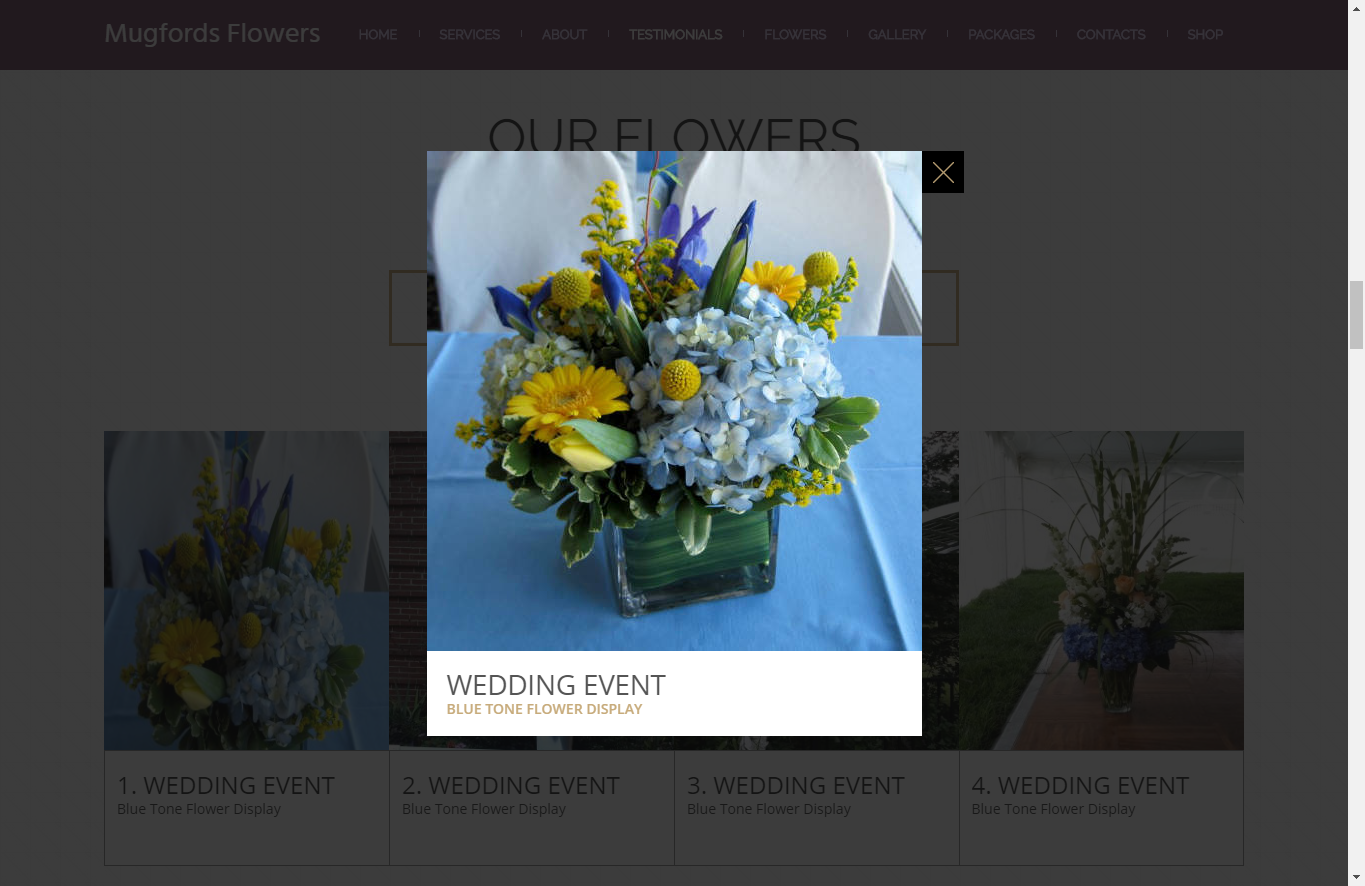 Mugfords Flowers
HOME
SERVICES
ABOUT
TESTIMONIALS
FLOWERS
GALLERY
PACKAGES
CONTACTS
SHOP
OUR FLOWERS
WEDDING EVENT
BLUE TONE FLOWER DISPLAY
1. WEDDING EVENT
Blue Tone Flower Display
2. WEDDING EVENT
Blue Tone Flower Display
3. WEDDING EVENT
Blue Tone Flower Display
4. WEDDING EVENT
Blue Tone Flower Display